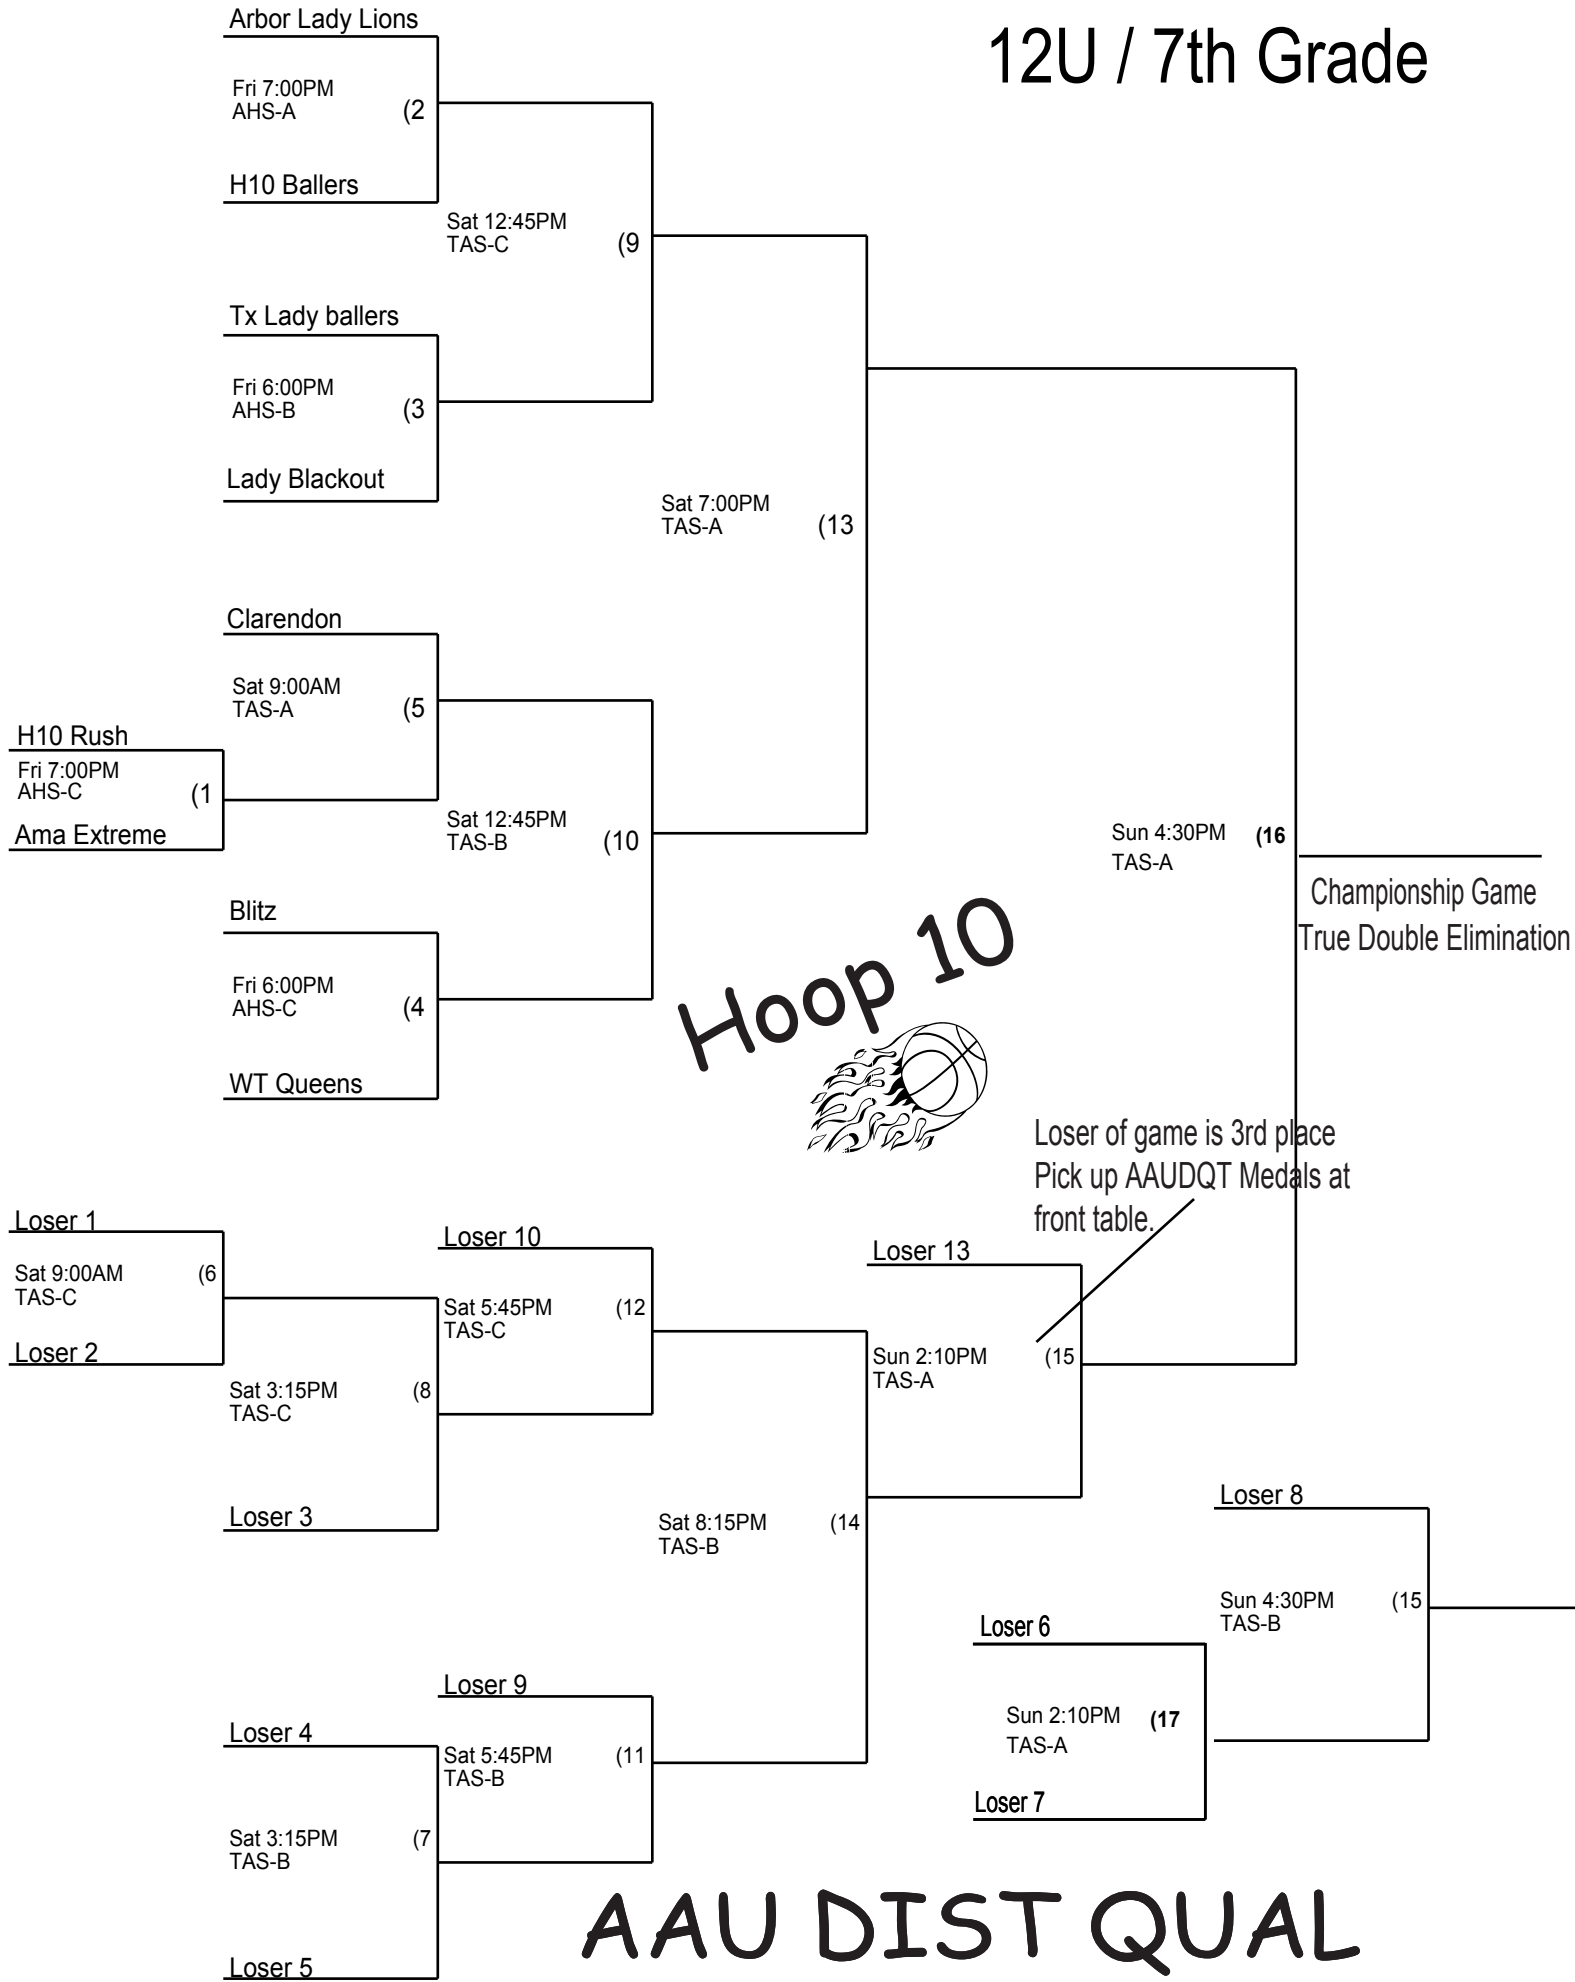 12U / 7th Grade
Arbor Lady Lions
Fri 7:00PM
AHS-A
(2
H10 Ballers
Sat 12:45PM
TAS-C
(9
Tx Lady ballers
Fri 6:00PM
AHS-B
(3
Lady Blackout
Sat 7:00PM
TAS-A
(13
Clarendon
Sat 9:00AM
TAS-A
(5
H10 Rush
Fri 7:00PM
AHS-C
(1
Ama Extreme
Sat 12:45PM
TAS-B
(10
Sun 4:30PM
TAS-A
(16
Championship Game
True Double Elimination
Blitz
Fri 6:00PM
AHS-C
(4
WT Queens
Hoop 10
Loser of game is 3rd place
Pick up AAUDQT Medals at
front table.
Loser 1
Sat 9:00AM
TAS-C
(6
Loser 2
Loser 10
Sat 5:45PM
TAS-C
(12
Loser 13
Sun 2:10PM
TAS-A
(15
Sat 3:15PM
TAS-C
(8
Loser 3
Sat 8:15PM
TAS-B
(14
Loser 8
Sun 4:30PM
TAS-B
(15
Loser 6
Sun 2:10PM
TAS-A
(17
Loser 7
Loser 9
Sat 5:45PM
TAS-B
(11
Loser 4
Sat 3:15PM
TAS-B
(7
Loser 5
AAU DIST QUAL